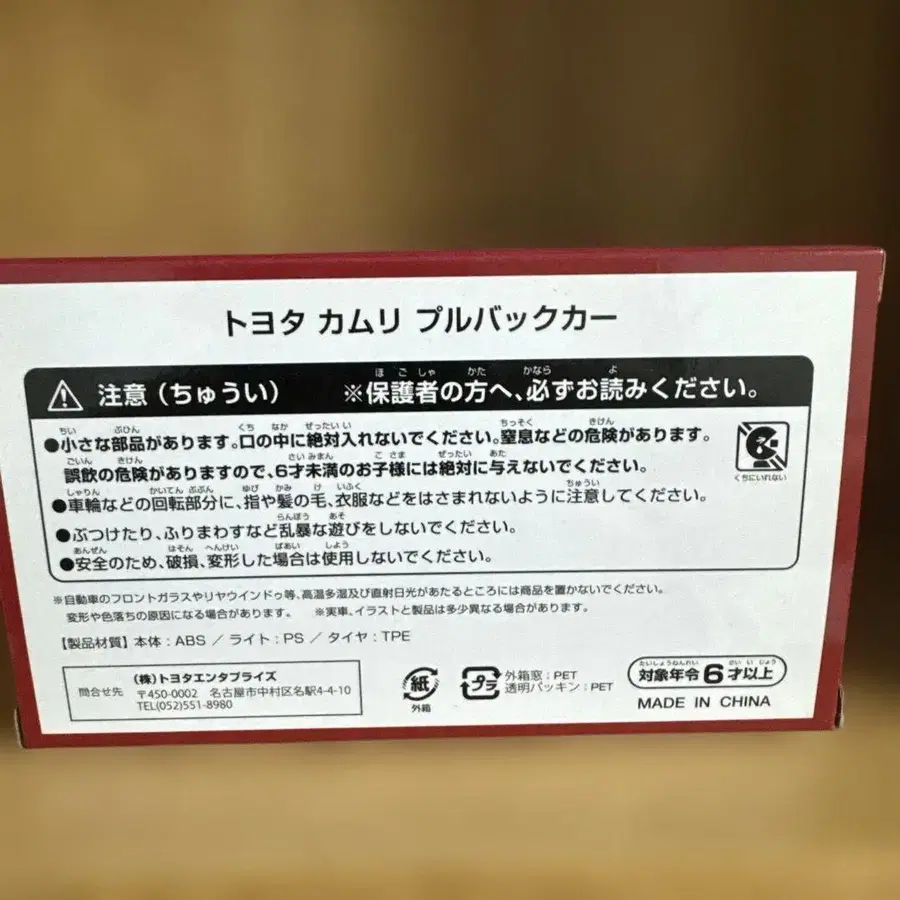 トヨタ カムリ プルバックカー
注意（ちゅうい） ※保護者の方へ、必ずお読みください。
●小さな部品があります。口の中に絶対入れないでください。窒息などの危険があります。
誤飲の危険がありますので、6才未満のお子様には絶対に与えないでください。
●車輪などの回転部分に、指や髪の毛、衣服などをはさまれないように注意してください。
●ぶつけたり、ふりまわすなど乱暴な遊びをしないでください。
●安全のため、破損、変形した場合は使用しないでください。
くちにいれない
※自動車のフロントガラスやリヤウインドゥ等、高温多湿及び直射日光があたるところには商品を置かないでください。
変形や色落ちの原因になる場合があります。 ※実車、イラストと製品は多少異なる場合があります。
【製品材質】本体：ABS ／ ライト：PS ／ タイヤ：TPE
問合せ先
（株）トヨタエンタプライズ
〒450-0002 名古屋市中村区名駅4-4-10
TEL(052)551-8980
紙
外箱
プラ
外箱窓：PET
透明パッキン：PET
対象年令6才以上
MADE IN CHINA